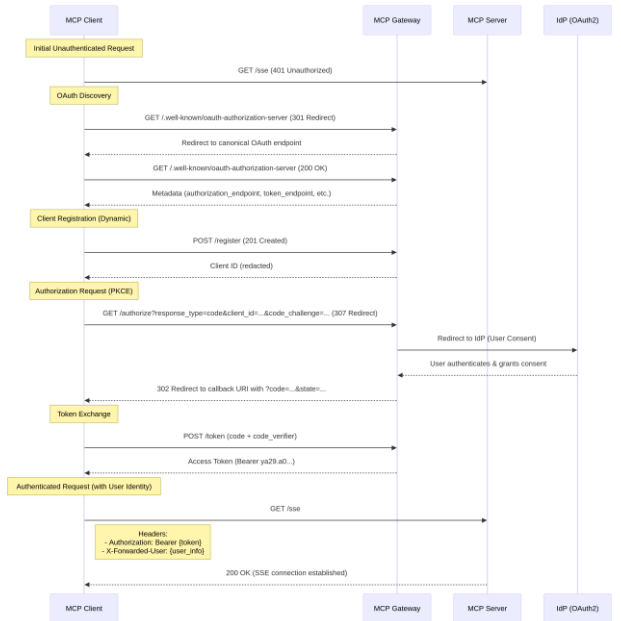 MCP Client
MCP Gateway
MCP Server
IdP (OAuth2)
Initial Unauthenticated Request
GET /sse (401 Unauthorized)
OAuth Discovery
GET /.well-known/oauth-authorization-server (301 Redirect)
Redirect to canonical OAuth endpoint
GET /.well-known/oauth-authorization-server (200 OK)
Metadata (authorization_endpoint, token_endpoint, etc.)
Client Registration (Dynamic)
POST /register (201 Created)
Client ID (redacted)
Authorization Request (PKCE)
GET /authorize?response_type=code&client_id=...&code_challenge=... (307 Redirect)
Redirect to IdP (User Consent)
User authenticates & grants consent
302 Redirect to callback URI with ?code=...&state=...
Token Exchange
POST /token (code + code_verifier)
Access Token (Bearer ya29.a0...)
Authenticated Request (with User Identity)
GET /sse
Headers:
- Authorization: Bearer {token}
- X-Forwarded-User: {user_info}
200 OK (SSE connection established)
MCP Client
MCP Gateway
MCP Server
IdP (OAuth2)